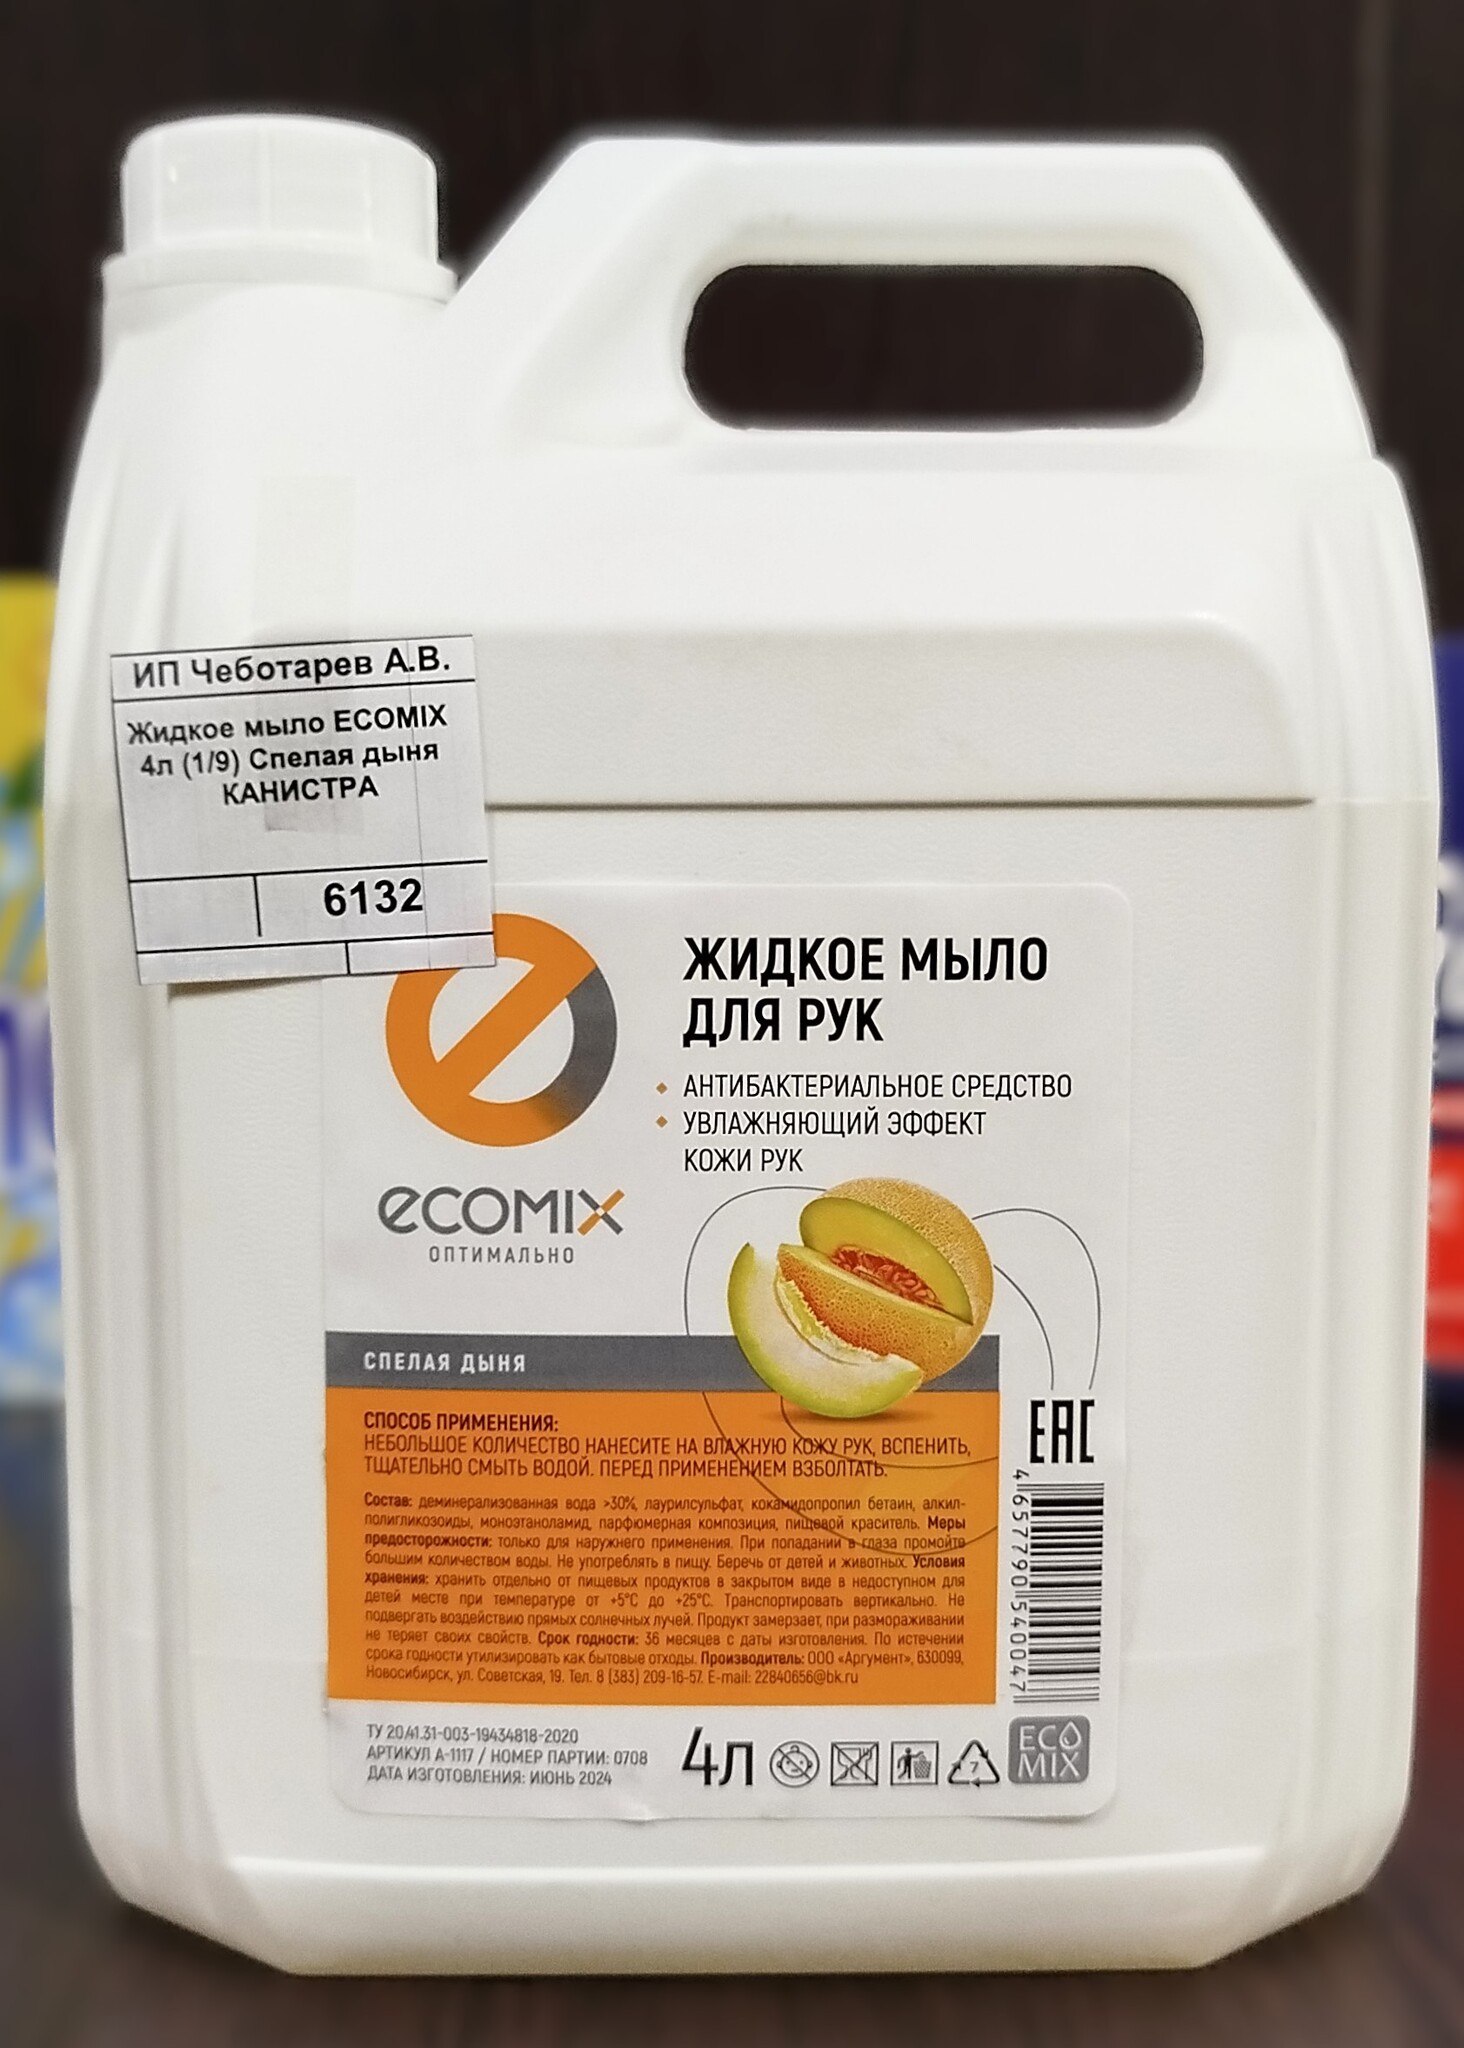 ИП Чеботарев А.В.
Жидкое мыло ECOMIX
4л (1/9) Спелая дыня
КАНИСТРА
6132
ЖИДКОЕ МЫЛО
ДЛЯ РУК
АНТИБАКТЕРИАЛЬНОЕ СРЕДСТВО
УВЛАЖНЯЮЩИЙ ЭФФЕКТ
КОЖИ РУК
eCOMIX
ОПТИМАЛЬНО
СПЕЛАЯ ДЫНЯ
СПОСОБ ПРИМЕНЕНИЯ:
НЕБОЛЬШОЕ КОЛИЧЕСТВО НАНЕСИТЕ НА ВЛАЖНУЮ КОЖУ РУК, ВСПЕНИТЬ,
ТЩАТЕЛЬНО СМЫТЬ ВОДОЙ. ПЕРЕД ПРИМЕНЕНИЕМ ВЗБОЛТАТЬ.
Состав: деминерализованная вода >30%, лаурилсульфат, кокамидопропил бетаин, алкил-
полигликозоиды, моноэтаноламид, парфюмерная композиция, пищевой краситель. Меры
предосторожности: только для наружнего применения. При попадании в глаза промойте
большим количеством воды. Не употреблять в пищу. Беречь от детей и животных. Условия
хранения: хранить отдельно от пищевых продуктов в закрытом виде в недоступном для
детей месте при температуре от +5°С до +25°С. Транспортировать вертикально. Не
подвергать воздействию прямых солнечных лучей. Продукт замерзает, при размораживании
не теряет своих свойств. Срок годности: 36 месяцев с даты изготовления. По истечении
срока годности утилизировать как бытовые отходы. Производитель: ООО «Аргумент», 630099,
Новосибирск, ул. Советская, 19. Тел. 8 (383) 209-16-57. E-mail: 22840656@bk.ru
EAC
4657790540047
ТУ 20.41.31-003-19434818-2020
АРТИКУЛ А-1117 / НОМЕР ПАРТИИ: 0708
ДАТА ИЗГОТОВЛЕНИЯ: ИЮНЬ 2024
4л
7
ECO
MIX